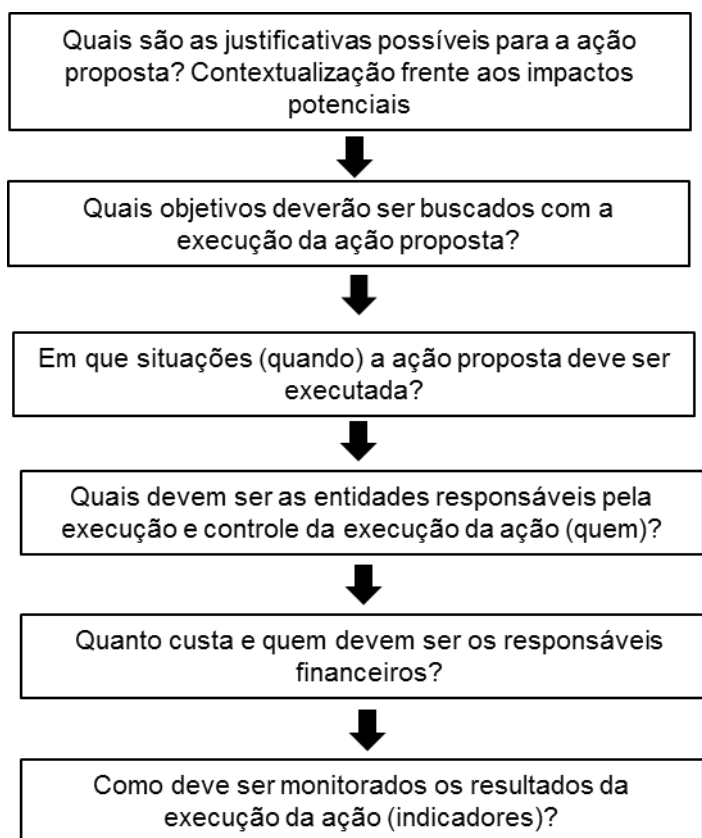 Quais são as justificativas possíveis para a ação
proposta? Contextualização frente aos impactos
potenciais
Quais objetivos deverão ser buscados com a
execução da ação proposta?
Em que situações (quando) a ação proposta deve ser
executada?
Quais devem ser as entidades responsáveis pela
execução e controle da execução da ação (quem)?
Quanto custa e quem devem ser os responsáveis
financeiros?
Como deve ser monitorados os resultados da
execução da ação (indicadores)?